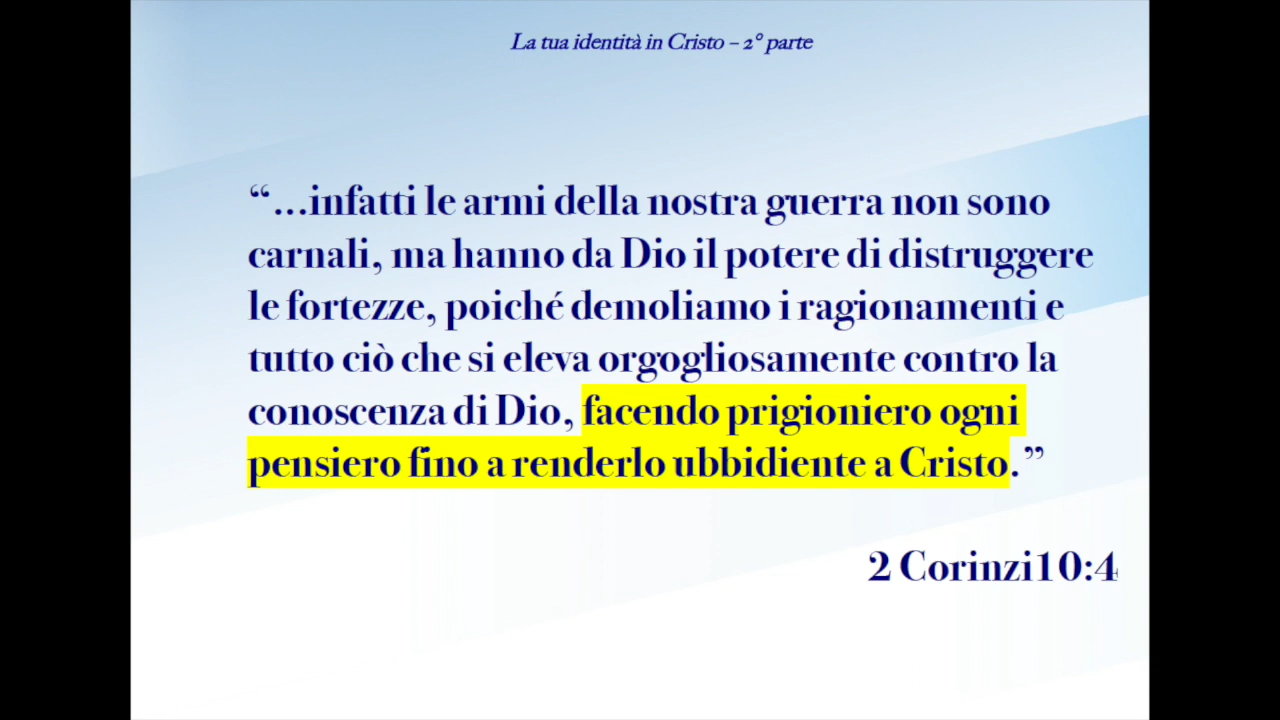 La tua identità in Cristo – 2° parte
“…infatti le armi della nostra guerra non sono
carnali, ma hanno da Dio il potere di distruggere
le fortezze, poiché demoliamo i ragionamenti e
tutto ciò che si eleva orgogliosamente contro la
conoscenza di Dio, facendo prigioniero ogni
pensiero fino a renderlo ubbidiente a Cristo.”
2 Corinzi10:4